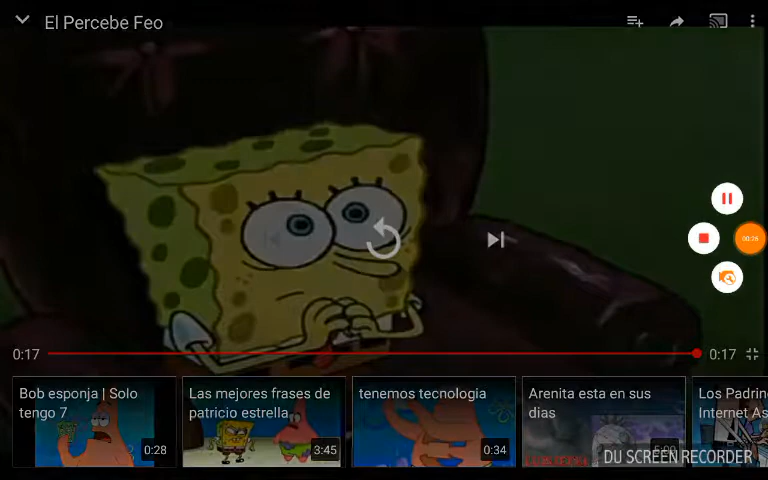 El Percebe Feo
00:26
0:17
0:17
Bob esponja | Solo
tengo 7
0:28
Las mejores frases de
patricio estrella
3:45
tenemos tecnologia
0:34
Arenita esta en sus
dias
Los Padrin
Internet As
DU SCREEN RECORDER